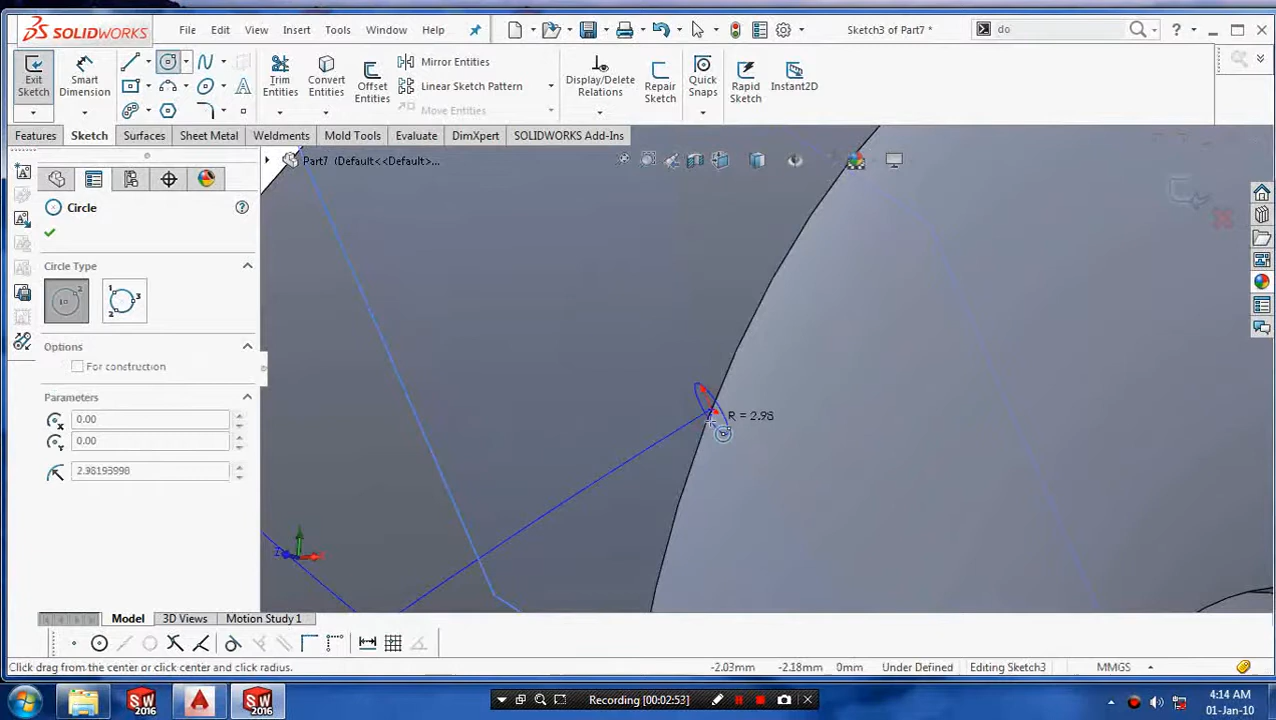 SOLIDWORKS
File Edit View Insert Tools Window Help
Sketch3 of Part7 *
do
Exit Sketch
Smart Dimension
Trim Entities
Convert Entities
Offset Entities
Mirror Entities
Linear Sketch Pattern
Move Entities
Display/Delete Relations
Repair Sketch
Quick Snaps
Rapid Sketch
Instant2D
Features Sketch Surfaces Sheet Metal Weldments Mold Tools Evaluate DimXpert SOLIDWORKS Add-Ins
Part7 (Default<<Default>...
Circle
Circle Type
Options
For construction
Parameters
0.00
0.00
2.98193998
R = 2.98
Model 3D Views Motion Study 1
Click drag from the center or click center and radius.
-2.03mm -2.18mm 0mm Under Defined Editing Sketch3 MMGS
SW 2016
SW 2016
Recording [00:02:53]
4:14 AM
01-Jan-10